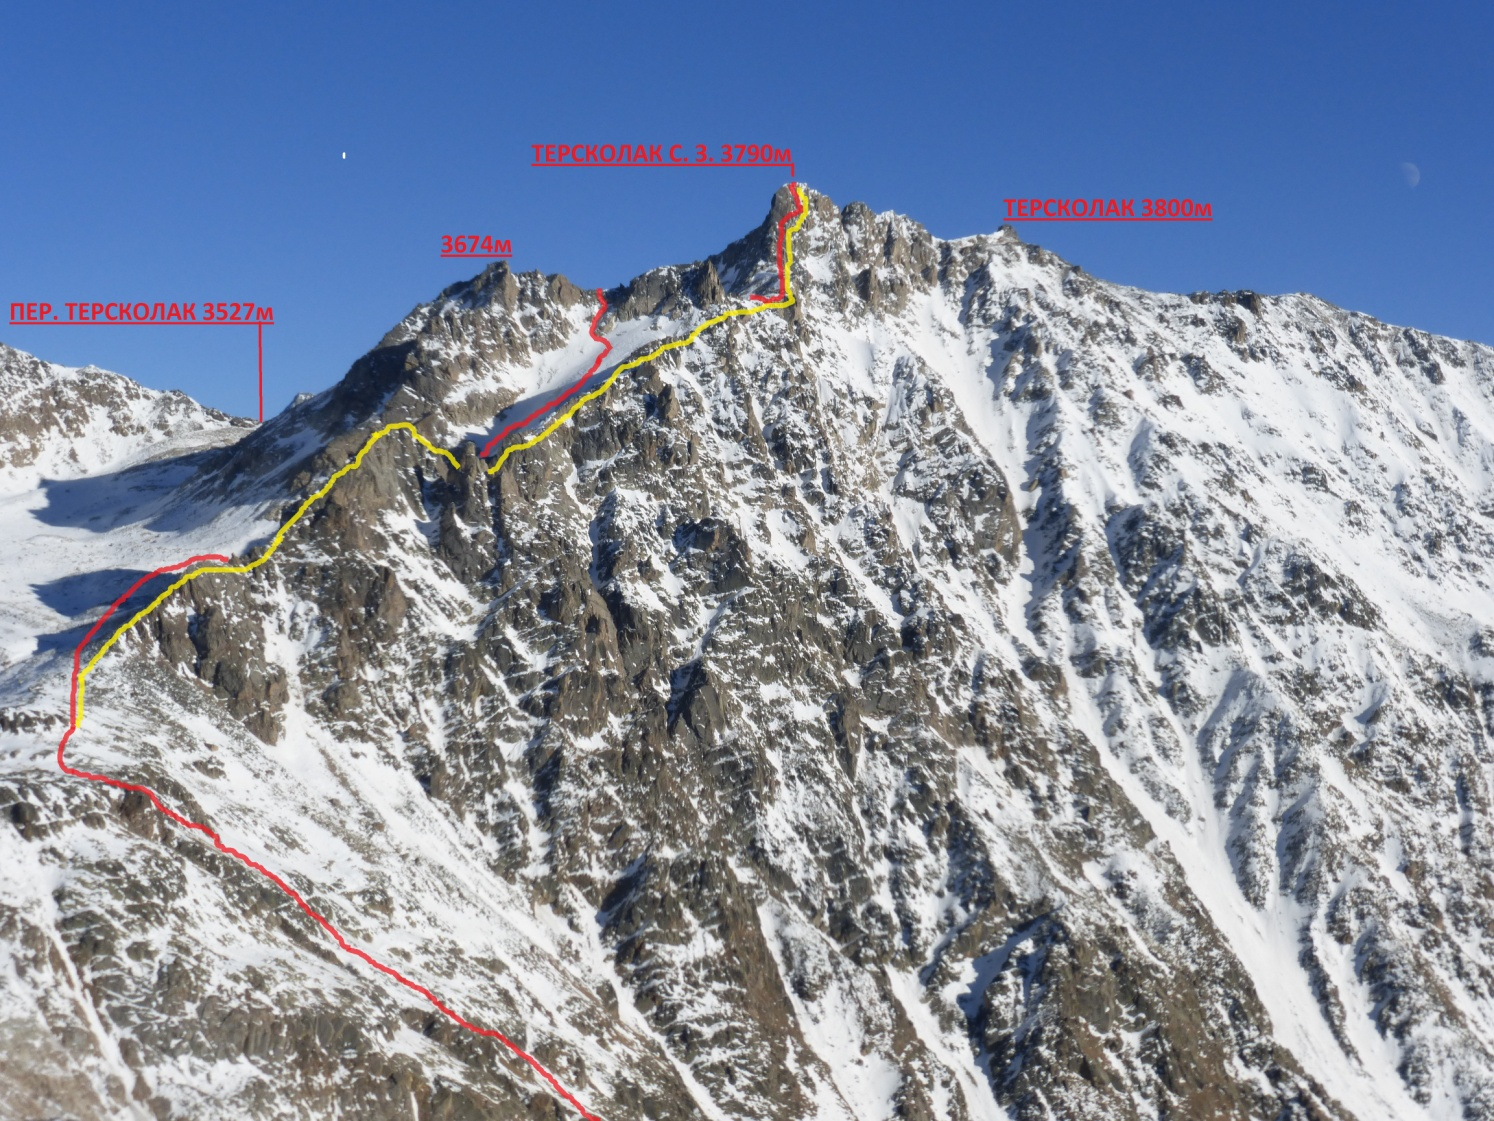 ТЕРСКОЛАК С. З. 3790м
ТЕРСКОЛАК 3800м
3674м
ПЕР. ТЕРСКОЛАК 3527м